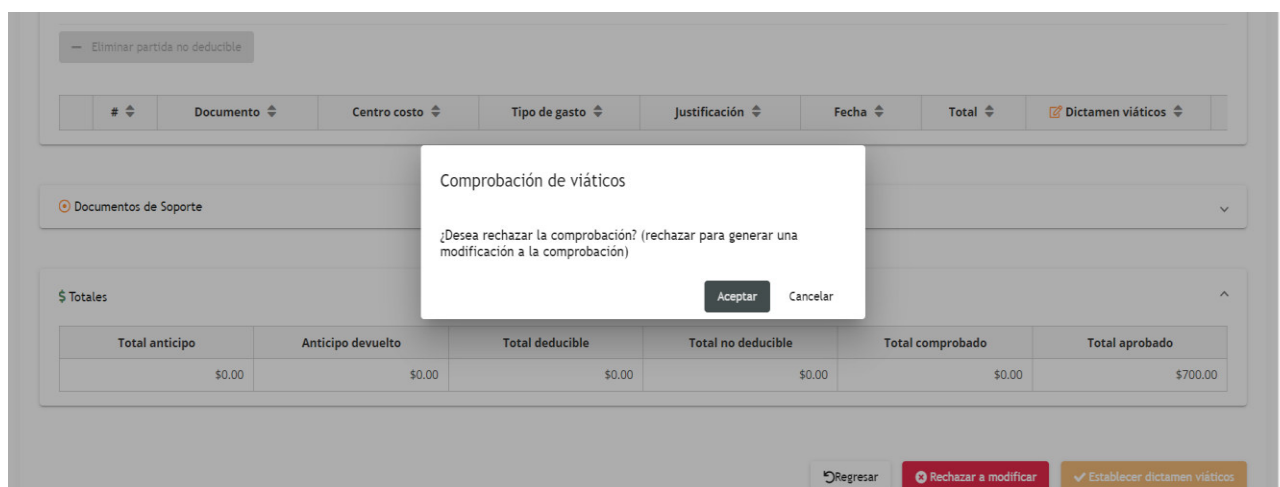 Eliminar partida no deducible
# Documento Centro costo Tipo de gasto Justificación Fecha Total Dictamen viáticos
Comprobación de viáticos
Documentos de Soporte
¿Desea rechazar la comprobación? (rechazar para generar una
modificación a la comprobación)
Aceptar Cancelar
$ Totales
Total anticipo Anticipo devuelto Total deducible Total no deducible Total comprobado Total aprobado
$0.00 $0.00 $0.00 $0.00 $0.00 $700.00
Regresar Rechazar a modificar Establecer dictamen viáticos